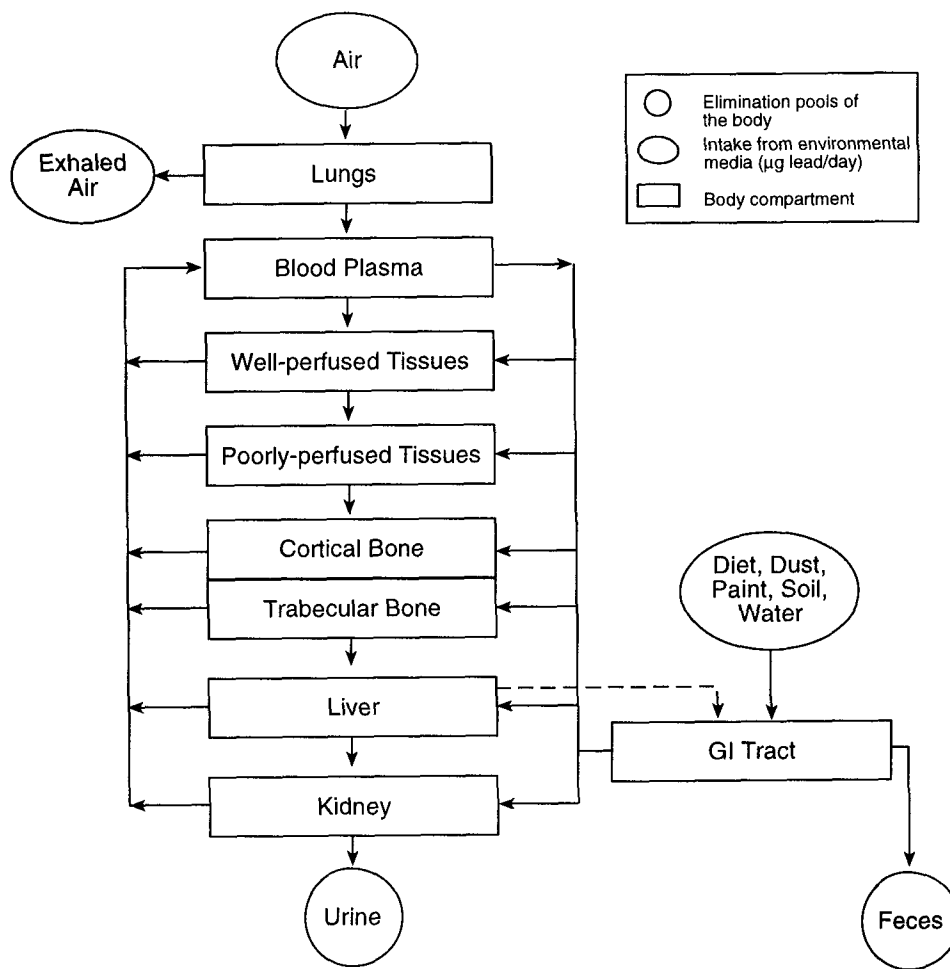 Air
Elimination pools of
the body
Intake from environmental
media (μg lead/day)
Body compartment
Exhaled
Air
Lungs
Blood Plasma
Well-perfused Tissues
Poorly-perfused Tissues
Cortical Bone
Trabecular Bone
Diet, Dust,
Paint, Soil,
Water
Liver
GI Tract
Kidney
Urine
Feces